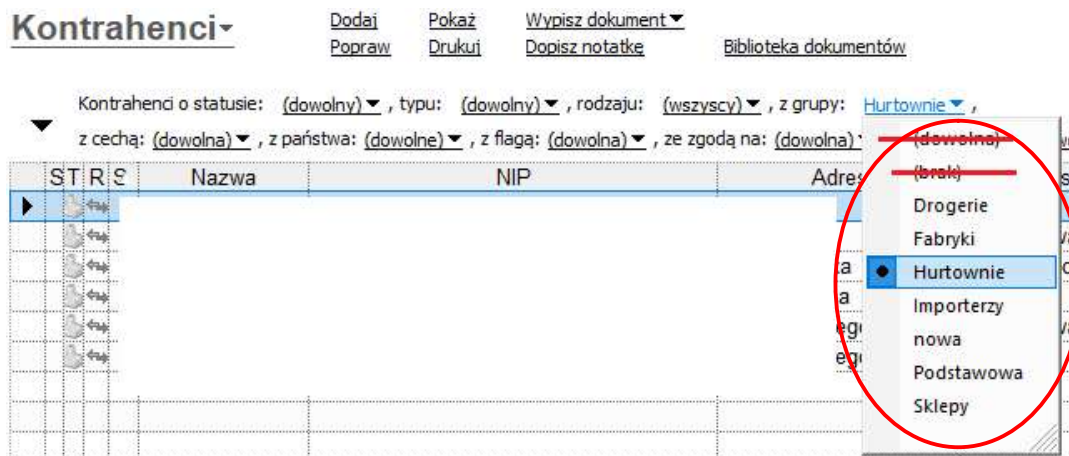 Kontrahenci
Dodaj Pokaż Wypisz dokument
Popraw Drukuj Dopisz notatkę Biblioteka dokumentów
Kontrahenci o statusie: (dowolny) , typu: (dowolny) , rodzaju: (wszyscy) , z grupy: Hurtownie ,
z cechą: (dowolna) , z państwa: (dowolne) , z flagą: (dowolna) , ze zgodą na: (dowolna)
(dowolna)
(brak)
S T R S Nazwa NIP Adres
Drogerie
Fabryki
Hurtownie
Importerzy
nowa
Podstawowa
Sklepy